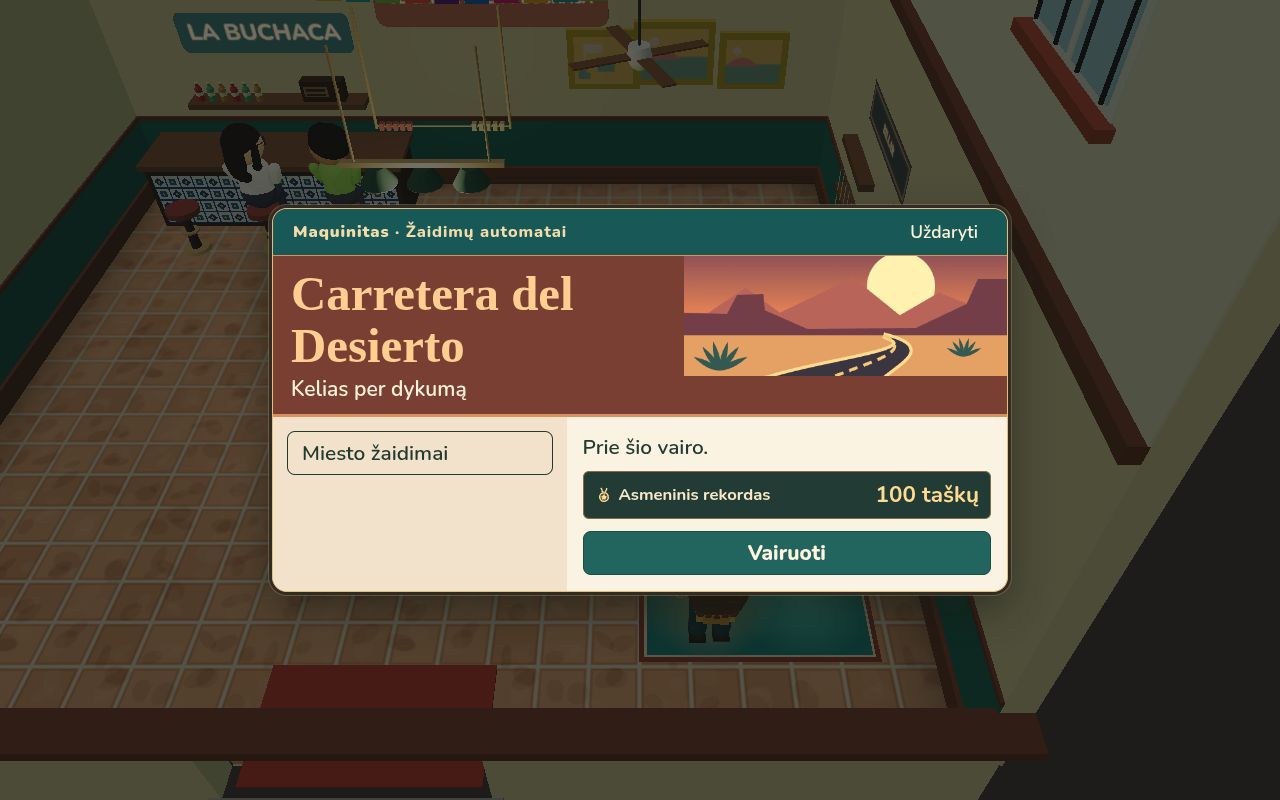 LA BUCHACA
Maquinitas · Žaidimų automatai
Uždaryti
Carretera del
Desierto
Kelias per dykumą
Miesto žaidimai
Prie šio vairo.
Asmeninis rekordas
100 taškų
Vairuoti